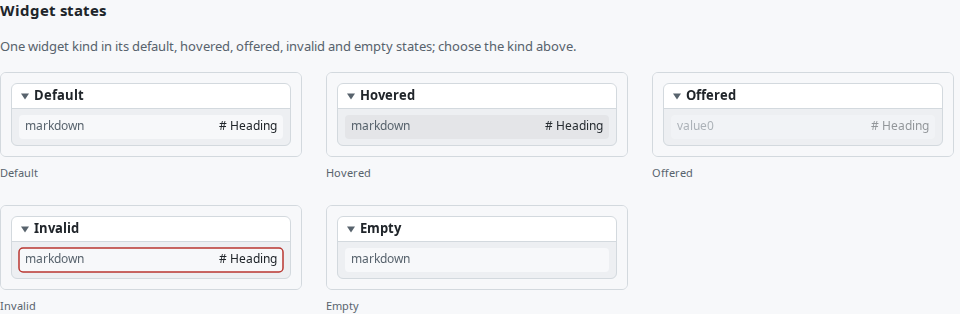 Widget states
One widget kind in its default, hovered, offered, invalid and empty states; choose the kind above.
Default
markdown # Heading
Default
Hovered
markdown # Heading
Hovered
Offered
value0 # Heading
Offered
Invalid
markdown # Heading
Invalid
Empty
markdown
Empty